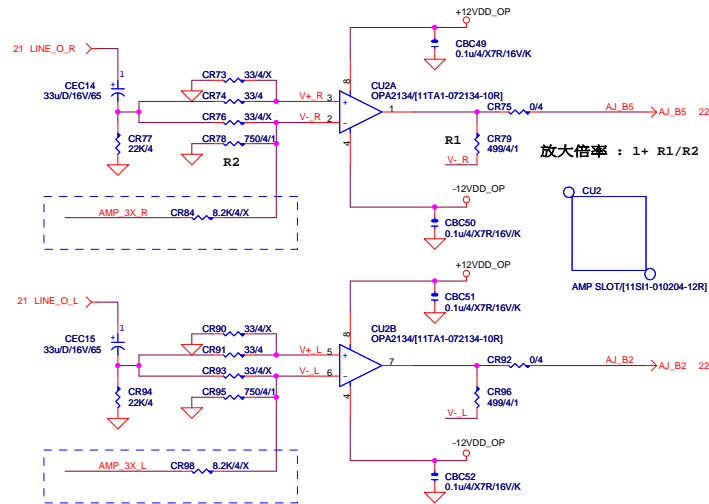 +12VDD_OP
21 LINE_O_R
CBC49
0.1u/4/X7R/16V/K
1
CEC14
33u/D/16V/65
CR73 33/4/X
CR74 33/4
CR76 33/4/X
CR78 750/4/1
R2
V+_R 3
V-_R 2
8
CU2A
OPA2134/[11TA1-072134-10R]
1
4
CR75 0/4
AJ_B5
AJ_B5 22
CR77
22K/4
R1
CR79
499/4/1
V-_R
放大倍率 : 1+ R1/R2
AMP_3X_R
CR84 8.2K/4/X
-12VDD_OP
CBC50
0.1u/4/X7R/16V/K
CU2
AMP SLOT/[11SI1-010204-12R]
+12VDD_OP
21 LINE_O_L
CBC51
0.1u/4/X7R/16V/K
1
CEC15
33u/D/16V/65
CR90 33/4/X
CR91 33/4
CR93 33/4/X
CR95 750/4/1
V+_L 5
V-_L 6
8
CU2B
OPA2134/[11TA1-072134-10R]
7
4
CR92 0/4
AJ_B2
AJ_B2 22
CR94
22K/4
CR96
499/4/1
V-_L
AMP_3X_L
CR98 8.2K/4/X
-12VDD_OP
CBC52
0.1u/4/X7R/16V/K